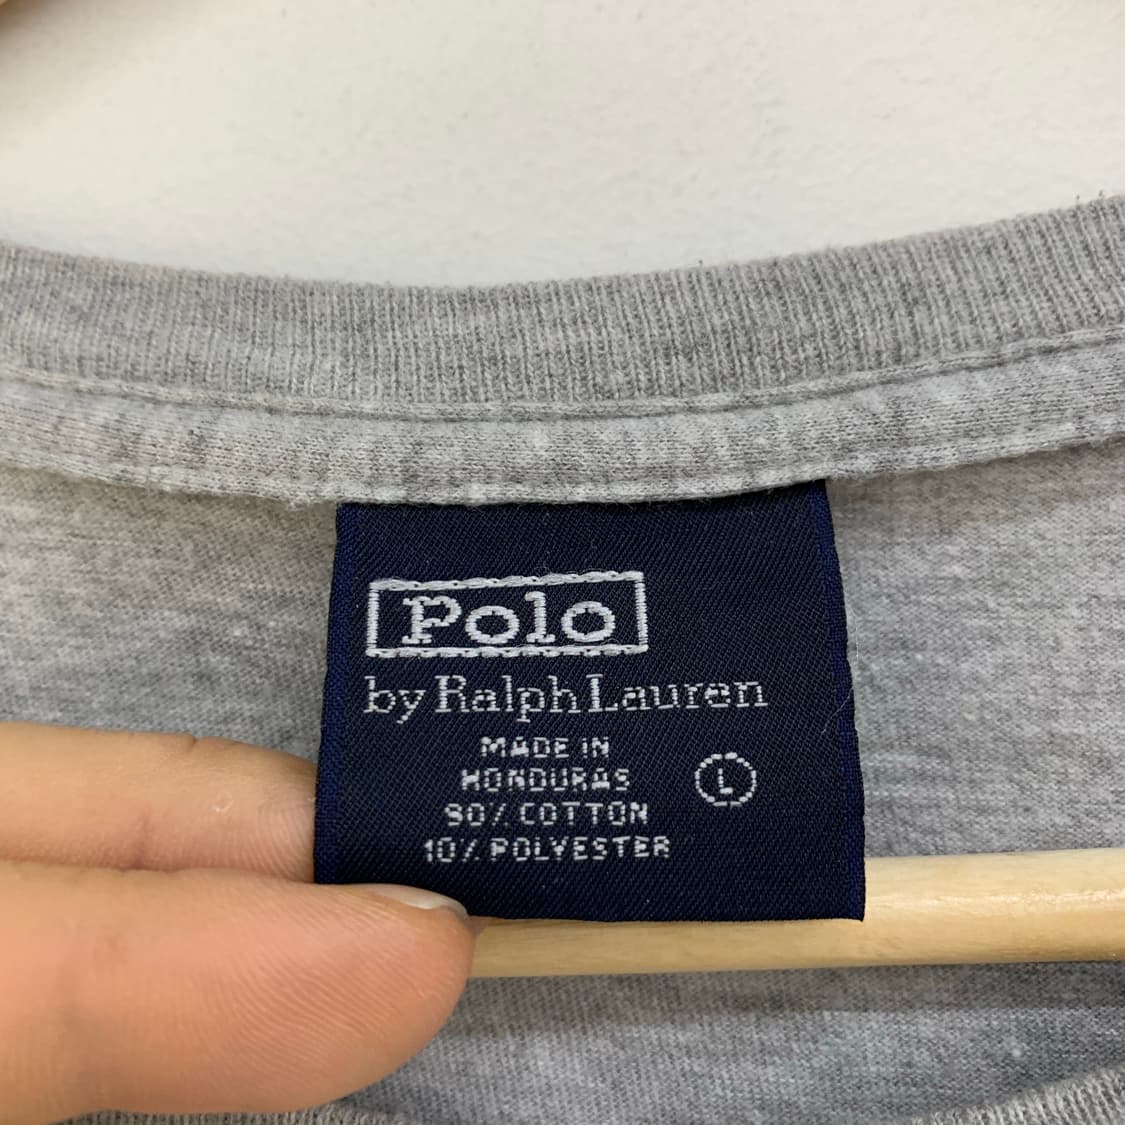 Polo
by Ralph Lauren
MADE IN
HONDURAS
L
90% COTTON
10% POLYESTER